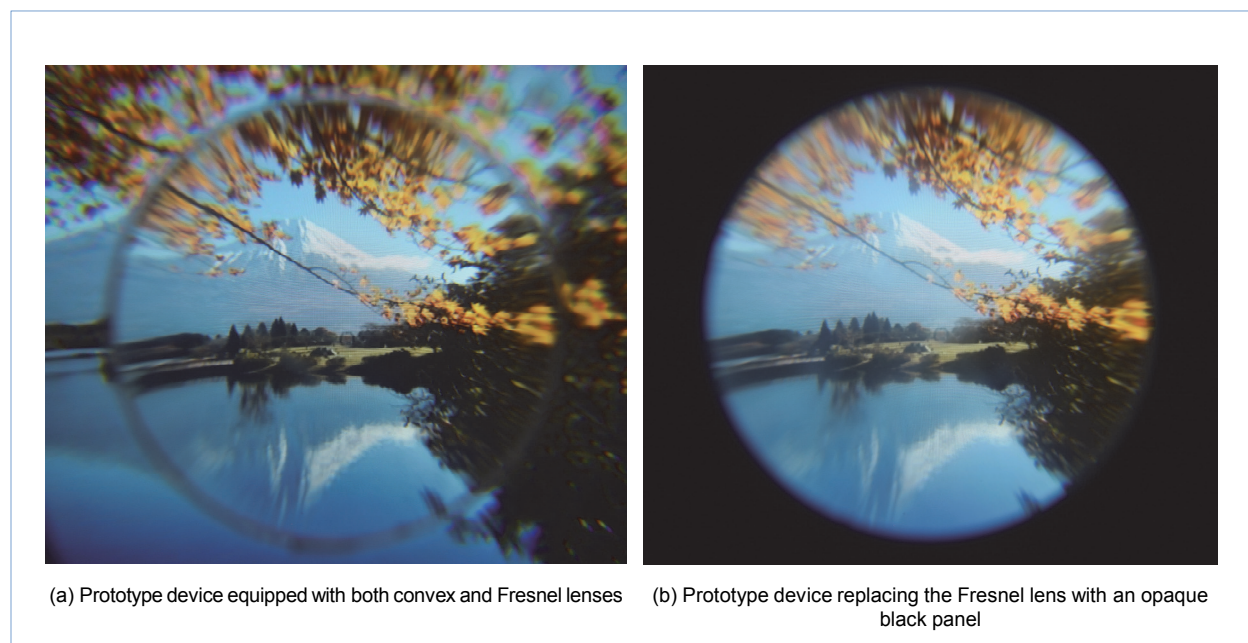 (a) Prototype device equipped with both convex and Fresnel lenses
(b) Prototype device replacing the Fresnel lens with an opaque
black panel